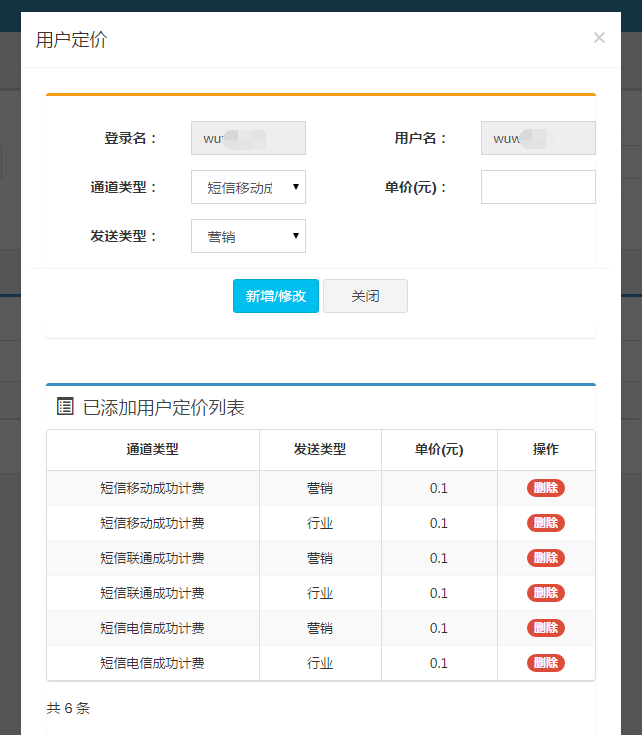 用户定价 ×
登录名： 用户名：
通道类型： 短信移动成 单价(元)：
发送类型： 营销
新增/修改 关闭
已添加用户定价列表
通道类型 发送类型 单价(元) 操作
短信移动成功计费 营销 0.1 删除
短信移动成功计费 行业 0.1 删除
短信联通成功计费 营销 0.1 删除
短信联通成功计费 行业 0.1 删除
短信电信成功计费 营销 0.1 删除
短信电信成功计费 行业 0.1 删除
共 6 条